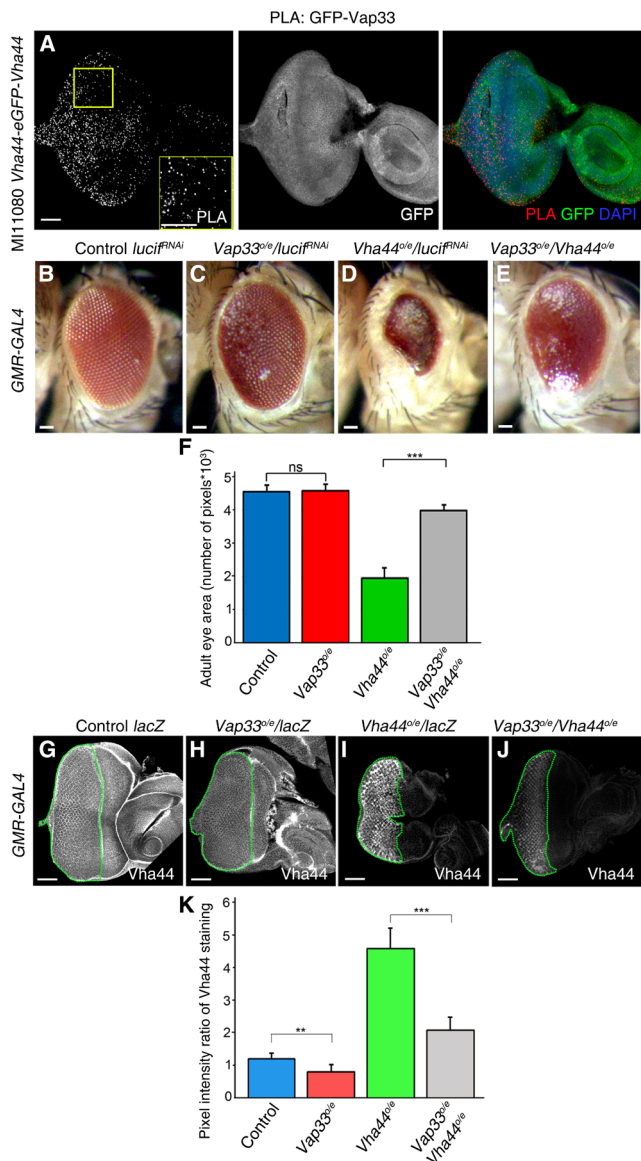 PLA: GFP-Vap33
MI11080 Vha44-eGFP-Vha44
A
PLA
GFP
PLA GFP DAPI
Control lucif^RNAi Vap33^o/e/lucif^RNAi Vha44^o/e/lucif^RNAi Vap33^o/e/Vha44^o/e
GMR-GAL4
B C D E
F
Adult eye area (number of pixels*10^3)
ns
***
5
4
3
2
1
0
Control
Vap33^o/e
Vha44^o/e
Vap33^o/e
Vha44^o/e
Control lacZ Vap33^o/e/lacZ Vha44^o/e/lacZ Vap33^o/e/Vha44^o/e
GMR-GAL4
G H I J
Vha44 Vha44 Vha44 Vha44
K
Pixel intensity ratio of Vha44 staining
**
***
6
5
4
3
2
1
0
Control
Vap33^o/e
Vha44^o/e
Vap33^o/e
Vha44^o/e